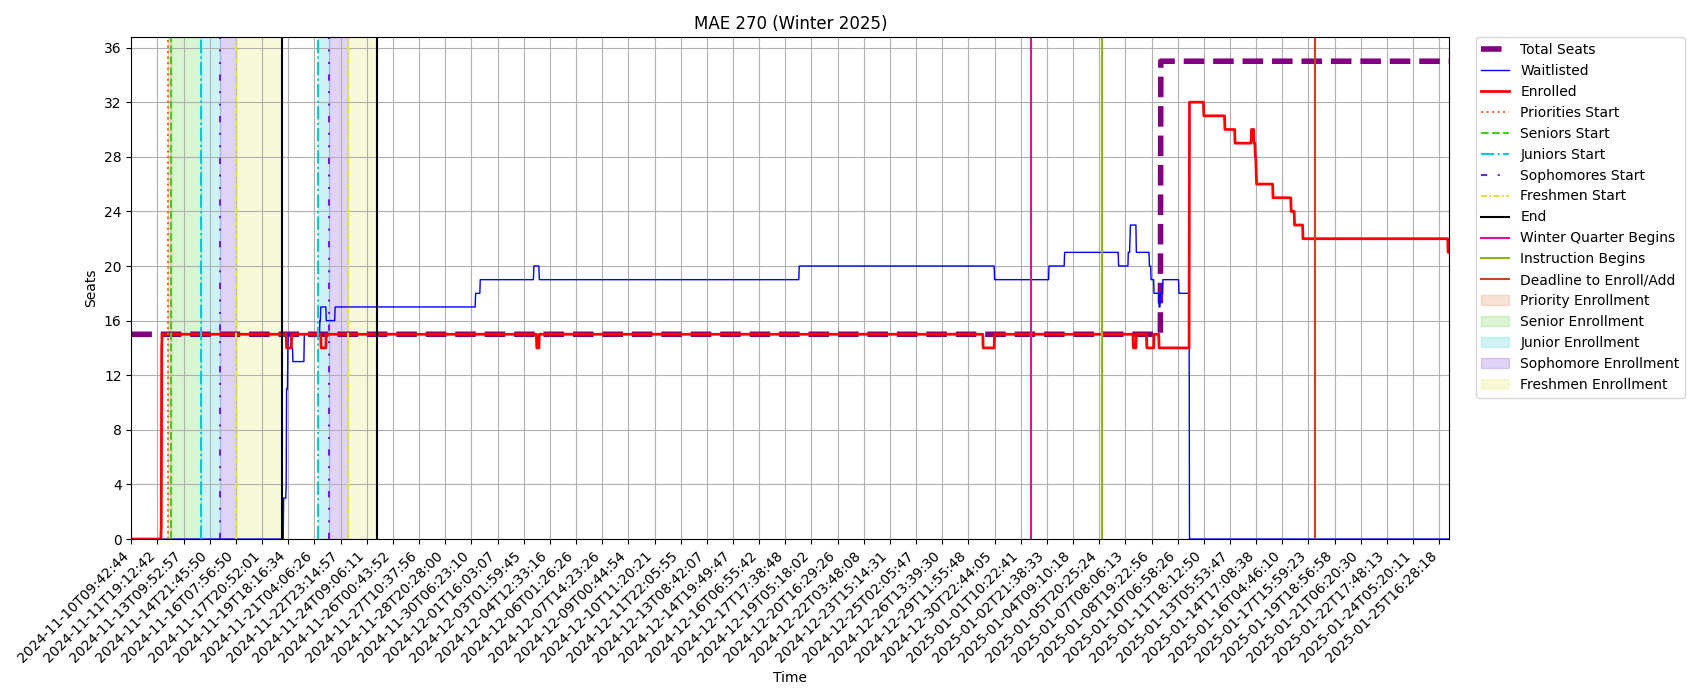 MAE 270 (Winter 2025)
Seats
36
32
28
24
20
16
12
8
4
0
2024-11-10T09:42:44
2024-11-11T19:12:42
2024-11-13T09:52:57
2024-11-14T21:45:50
2024-11-16T07:56:50
2024-11-17T20:52:01
2024-11-19T18:16:34
2024-11-21T04:06:26
2024-11-22T23:14:57
2024-11-24T09:06:11
2024-11-26T00:43:52
2024-11-27T10:37:56
2024-11-28T20:28:00
2024-11-30T06:23:10
2024-12-01T16:03:07
2024-12-03T01:59:45
2024-12-04T12:33:16
2024-12-06T01:26:26
2024-12-07T14:23:26
2024-12-09T00:44:54
2024-12-10T11:20:21
2024-12-11T22:05:55
2024-12-13T08:42:07
2024-12-14T19:49:47
2024-12-16T06:55:42
2024-12-17T17:38:48
2024-12-19T05:18:02
2024-12-20T16:29:26
2024-12-22T03:48:08
2024-12-23T15:14:31
2024-12-25T02:05:47
2024-12-26T13:39:30
2024-12-29T11:55:48
2024-12-30T22:44:05
2025-01-01T10:22:41
2025-01-02T21:38:33
2025-01-04T09:10:18
2025-01-05T20:25:24
2025-01-07T08:06:13
2025-01-08T19:22:56
2025-01-10T06:58:26
2025-01-11T18:12:50
2025-01-13T05:53:47
2025-01-14T17:08:38
2025-01-16T04:46:10
2025-01-17T15:59:23
2025-01-19T18:56:58
2025-01-21T06:20:30
2025-01-22T17:48:13
2025-01-24T05:20:11
2025-01-25T16:28:18
Time
Total Seats
Waitlisted
Enrolled
Priorities Start
Seniors Start
Juniors Start
Sophomores Start
Freshmen Start
End
Winter Quarter Begins
Instruction Begins
Deadline to Enroll/Add
Priority Enrollment
Senior Enrollment
Junior Enrollment
Sophomore Enrollment
Freshmen Enrollment